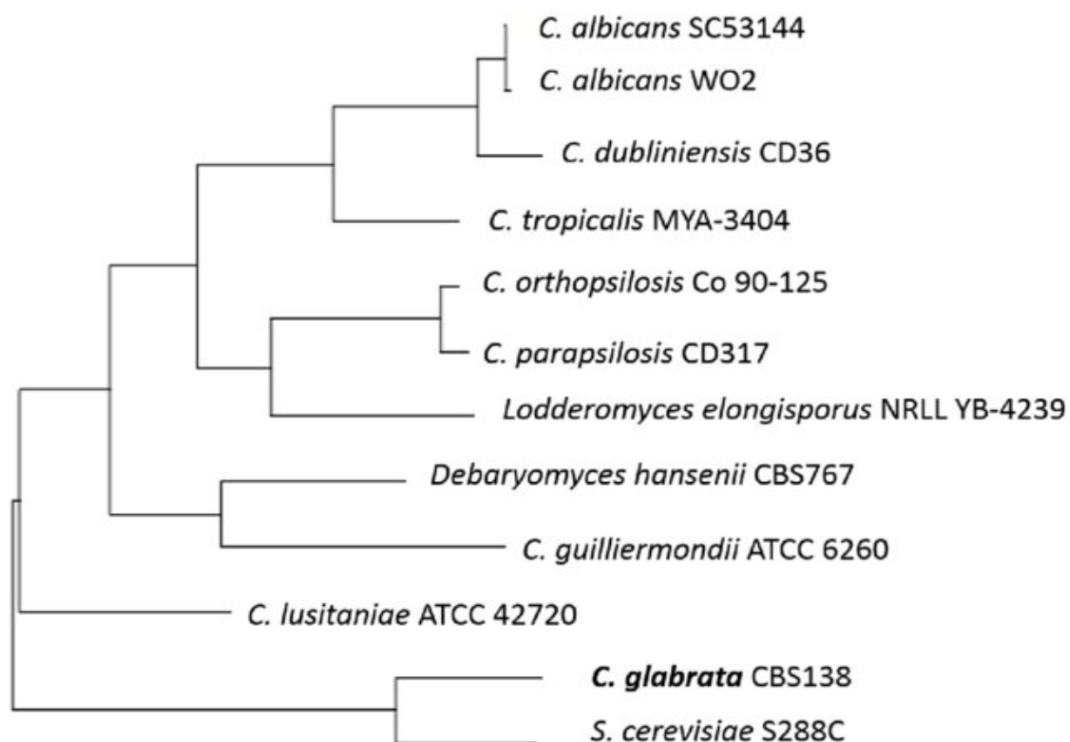 C. albicans SC53144
C. albicans WO2
C. dubliniensis CD36
C. tropicalis MYA-3404
C. orthopsilosis Co 90-125
C. parapsilosis CD317
Lodderomyces elongisporus NRLL YB-4239
Debaryomyces hansenii CBS767
C. guilliermondii ATCC 6260
C. lusitaniae ATCC 42720
C. glabrata CBS138
S. cerevisiae S288C